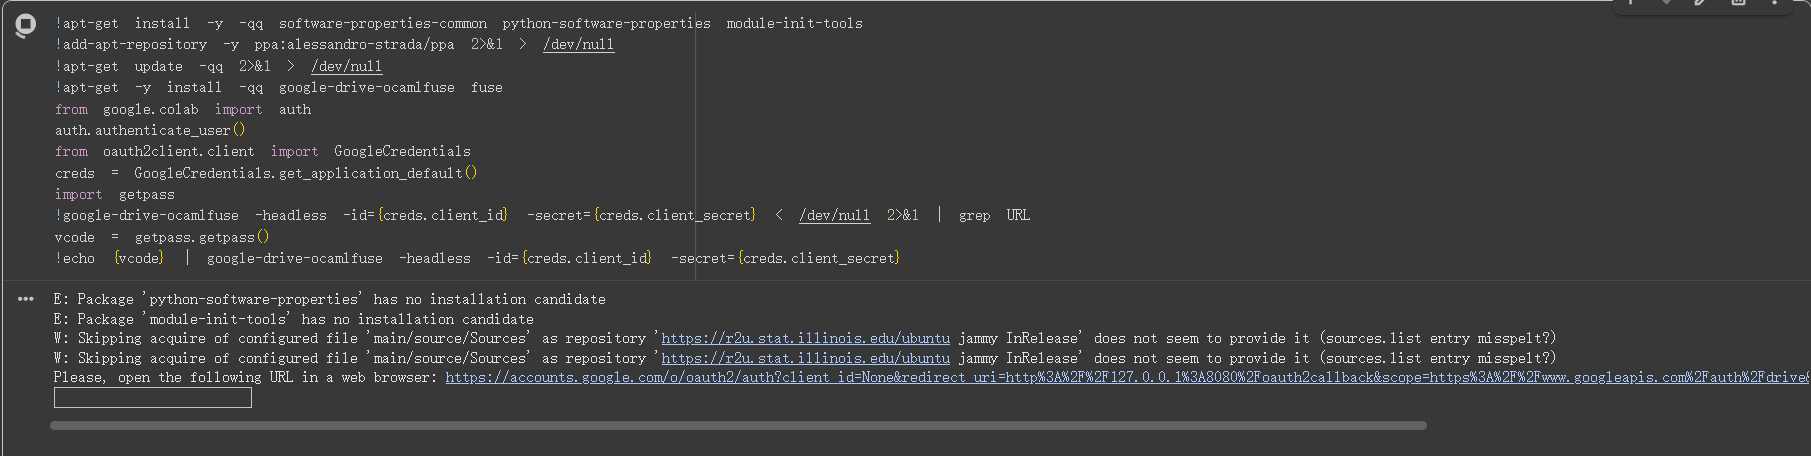 !apt-get install -y -qq software-properties-common python-software-properties module-init-tools
!add-apt-repository -y ppa:alessandro-strada/ppa 2>&1 > /dev/null
!apt-get update -qq 2>&1 > /dev/null
!apt-get -y install -qq google-drive-ocamlfuse fuse
from google.colab import auth
auth.authenticate_user()
from oauth2client.client import GoogleCredentials
creds = GoogleCredentials.get_application_default()
import getpass
!google-drive-ocamlfuse -headless -id={creds.client_id} -secret={creds.client_secret} < /dev/null 2>&1 | grep URL
vcode = getpass.getpass()
!echo {vcode} | google-drive-ocamlfuse -headless -id={creds.client_id} -secret={creds.client_secret}
E: Package 'python-software-properties' has no installation candidate
E: Package 'module-init-tools' has no installation candidate
W: Skipping acquire of configured file 'main/source/Sources' as repository 'https://r2u.stat.illinois.edu/ubuntu jammy InRelease' does not seem to provide it (sources.list entry misspelt?)
W: Skipping acquire of configured file 'main/source/Sources' as repository 'https://r2u.stat.illinois.edu/ubuntu jammy InRelease' does not seem to provide it (sources.list entry misspelt?)
Please, open the following URL in a web browser: https://accounts.google.com/o/oauth2/auth?client_id=None&redirect_uri=http%3A%2F%2F127.0.0.1%3A8080%2Foauth2callback&scope=https%3A%2F%2Fwww.googleapis.com%2Fauth%2Fdrive&